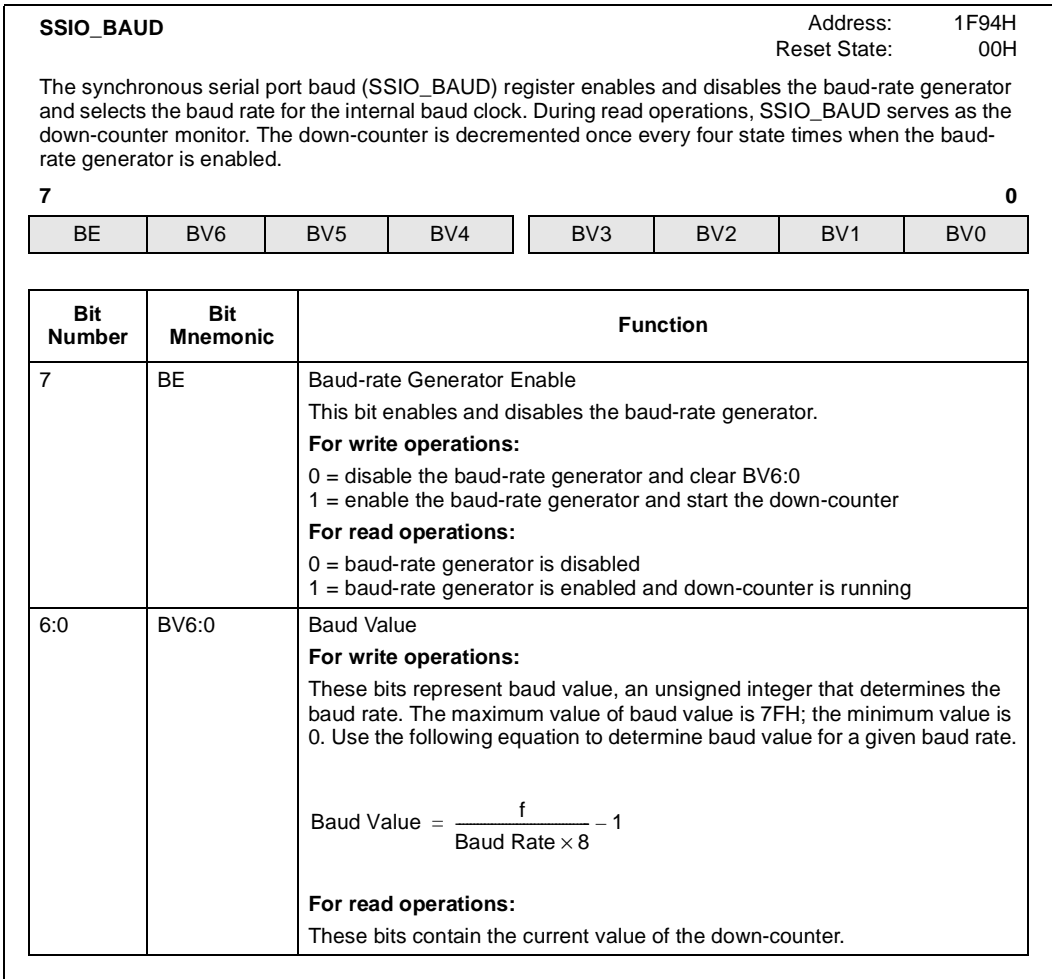 SSIO_BAUD
Address: 1F94H
Reset State: 00H
The synchronous serial port baud (SSIO_BAUD) register enables and disables the baud-rate generator
and selects the baud rate for the internal baud clock. During read operations, SSIO_BAUD serves as the
down-counter monitor. The down-counter is decremented once every four state times when the baud-
rate generator is enabled.
7 0
BE BV6 BV5 BV4 BV3 BV2 BV1 BV0
Bit Number Bit Mnemonic Function
7 BE Baud-rate Generator Enable
This bit enables and disables the baud-rate generator.
For write operations:
0 = disable the baud-rate generator and clear BV6:0
1 = enable the baud-rate generator and start the down-counter
For read operations:
0 = baud-rate generator is disabled
1 = baud-rate generator is enabled and down-counter is running
6:0 BV6:0 Baud Value
For write operations:
These bits represent baud value, an unsigned integer that determines the
baud rate. The maximum value of baud value is 7FH; the minimum value is
0. Use the following equation to determine baud value for a given baud rate.
f
Baud Value = ―――――― – 1
Baud Rate × 8
For read operations:
These bits contain the current value of the down-counter.